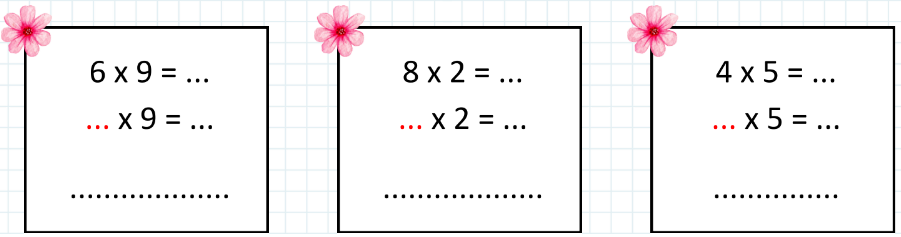 6 x 9 = ...
... x 9 = ...
...................
8 x 2 = ...
... x 2 = ...
...................
4 x 5 = ...
... x 5 = ...
...............